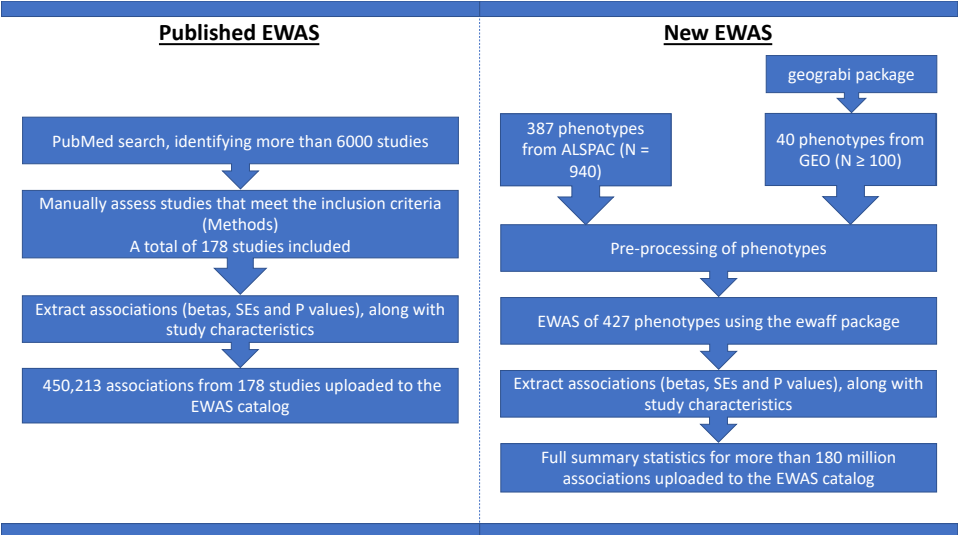 Published EWAS
PubMed search, identifying more than 6000 studies
Manually assess studies that meet the inclusion criteria
(Methods)
A total of 178 studies included
Extract associations (betas, SEs and P values), along with
study characteristics
450,213 associations from 178 studies uploaded to the
EWAS catalog
New EWAS
geograbi package
387 phenotypes
from ALSPAC (N =
940)
40 phenotypes from
GEO (N ≥ 100)
Pre-processing of phenotypes
EWAS of 427 phenotypes using the ewaff package
Extract associations (betas, SEs and P values), along with
study characteristics
Full summary statistics for more than 180 million
associations uploaded to the EWAS catalog